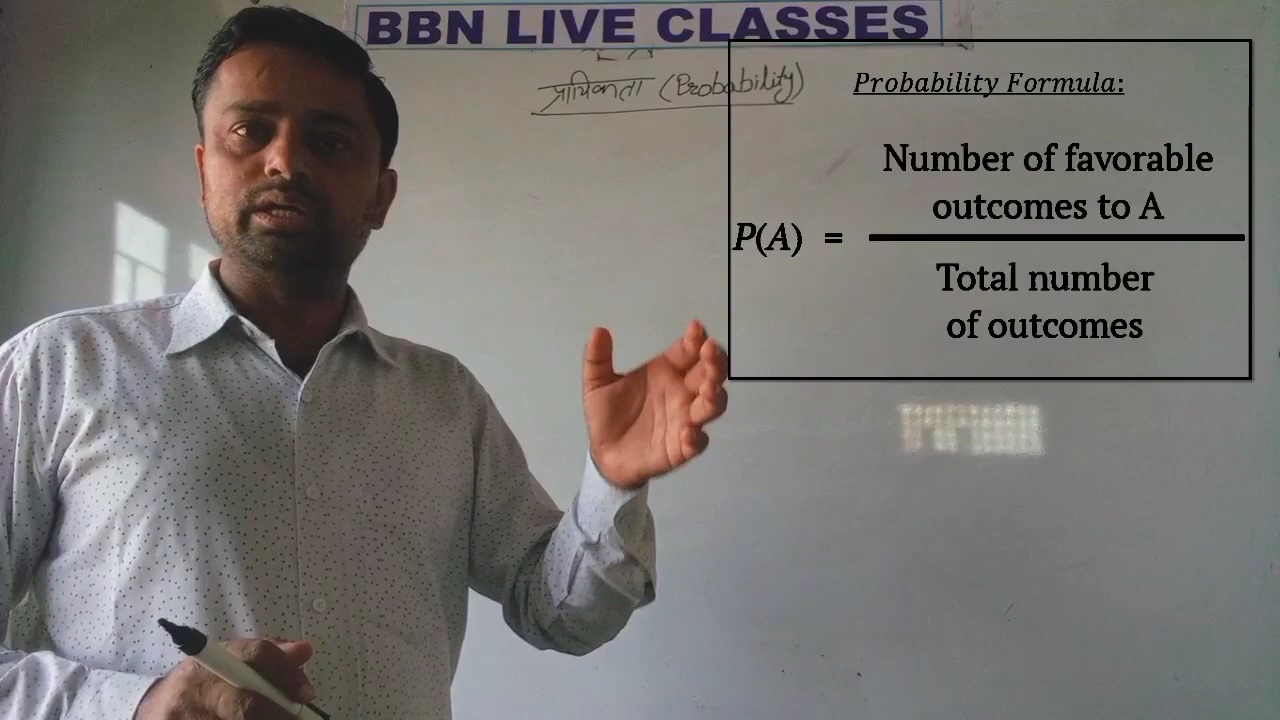 BBN LIVE CLASSES
प्रायिकता (Probability)
Probability Formula:
P(A) = Number of favorable
outcomes to A
Total number
of outcomes